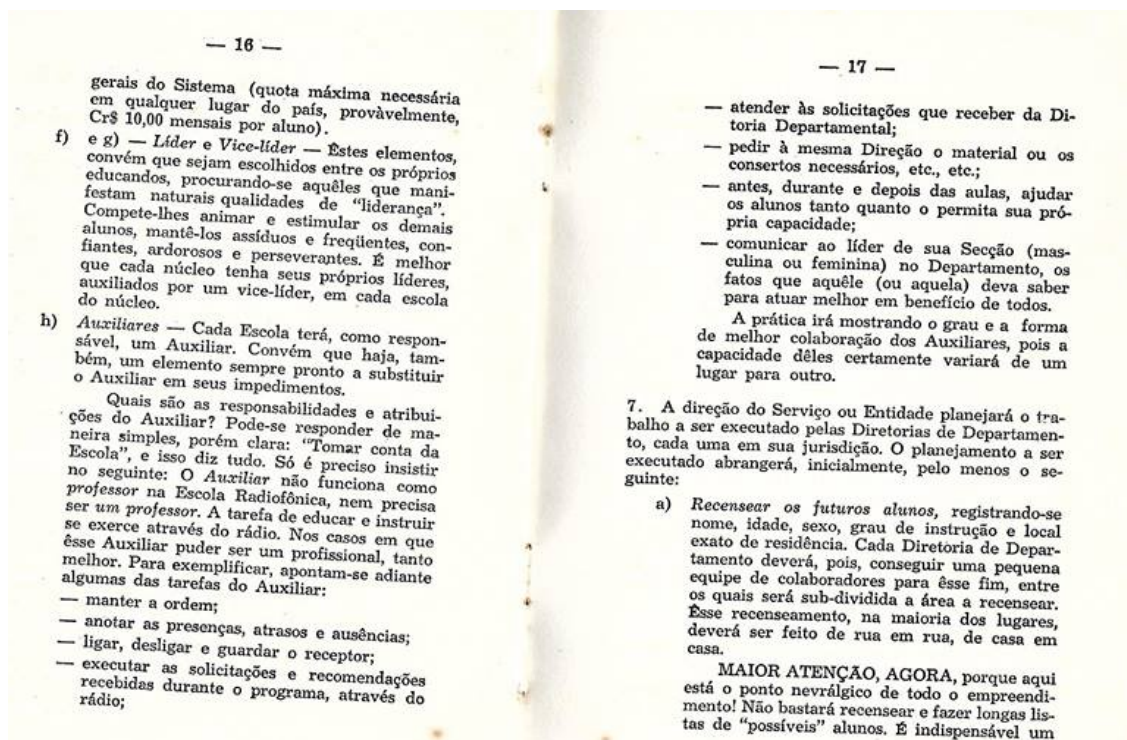 — 16 —
gerais do Sistema (quota máxima necessária
em qualquer lugar do país, provàvelmente,
Cr$ 10,00 mensais por aluno).
f) e g) — Líder e Vice-líder — Êstes elementos,
convém que sejam escolhidos entre os próprios
educandos, procurando-se aquêles que mani-
festam naturais qualidades de “liderança”.
Compete-lhes animar e estimular os demais
alunos, mantê-los assíduos e freqüentes, con-
fiantes, ardorosos e perseverantes. É melhor
que cada núcleo tenha seus próprios líderes,
auxiliados por um vice-líder, em cada escola
do núcleo.
h) Auxiliares — Cada Escola terá, como respon-
sável, um Auxiliar. Convém que haja, tam-
bém, um elemento sempre pronto a substituir
o Auxiliar em seus impedimentos.
Quais são as responsabilidades e atribui-
ções do Auxiliar? Pode-se responder de ma-
neira simples, porém clara: “Tomar conta da
Escola”, e isso diz tudo. Só é preciso insistir
no seguinte: O Auxiliar não funciona como
professor na Escola Radiofônica, nem precisa
ser um professor. A tarefa de educar e instruir
se exerce através do rádio. Nos casos em que
êsse Auxiliar puder ser um profissional, tanto
melhor. Para exemplificar, apontam-se adiante
algumas das tarefas do Auxiliar:
— manter a ordem;
— anotar as presenças, atrasos e ausências;
— ligar, desligar e guardar o receptor;
— executar as solicitações e recomendações
recebidas durante o programa, através do
rádio;
— 17 —
— atender às solicitações que receber da Di-
toria Departamental;
— pedir à mesma Direção o material ou os
consertos necessários, etc., etc.;
— antes, durante e depois das aulas, ajudar
os alunos tanto quanto o permita sua pró-
pria capacidade;
— comunicar ao líder de sua Secção (mas-
culina ou feminina) no Departamento, os
fatos que aquêle (ou aquela) deva saber
para atuar melhor em benefício de todos.
A prática irá mostrando o grau e a forma
de melhor colaboração dos Auxiliares, pois a
capacidade dêles certamente variará de um
lugar para outro.
7. A direção do Serviço ou Entidade planejará o tra-
balho a ser executado pelas Diretorias de Departamen-
to, cada uma em sua jurisdição. O planejamento a ser
executado abrangerá, inicialmente, pelo menos o se-
guinte:
a) Recensear os futuros alunos, registrando-se
nome, idade, sexo, grau de instrução e local
exato de residência. Cada Diretoria de Depar-
tamento deverá, pois, conseguir uma pequena
equipe de colaboradores para êsse fim, entre
os quais será sub-dividida a área a recensear.
Êsse recenseamento, na maioria dos lugares,
deverá ser feito de rua em rua, de casa em
casa.
MAIOR ATENÇÃO, AGORA, porque aqui
está o ponto nevrálgico de todo o empreendi-
mento! Não bastará recensear e fazer longas lis-
tas de “possíveis” alunos. É indispensável um